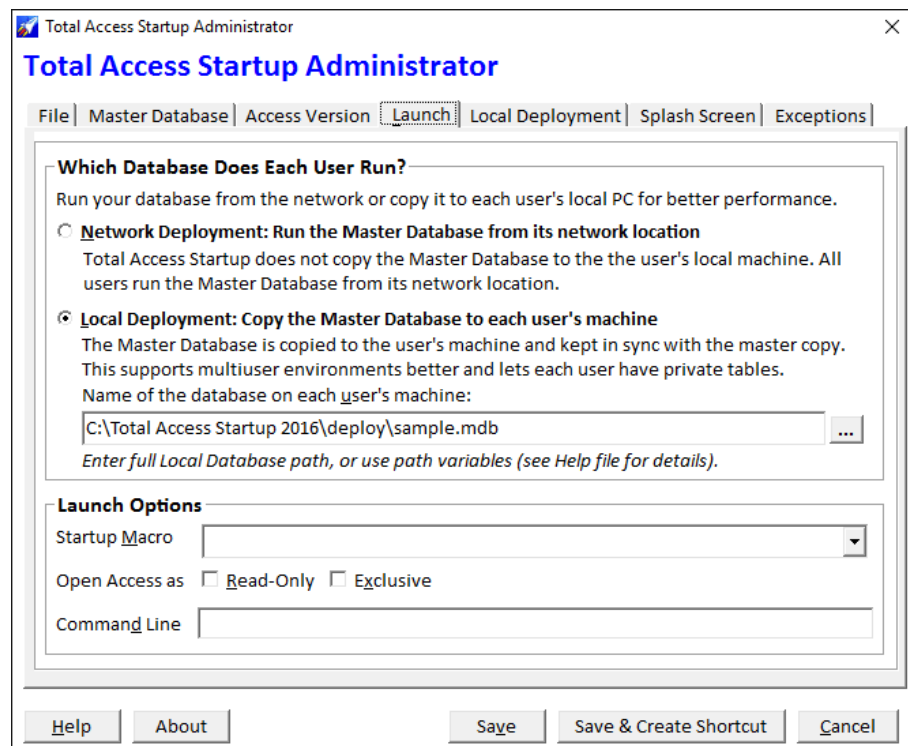 Total Access Startup Administrator
Total Access Startup Administrator
File Master Database Access Version Launch Local Deployment Splash Screen Exceptions
Which Database Does Each User Run?
Run your database from the network or copy it to each user's local PC for better performance.
Network Deployment: Run the Master Database from its network location
Total Access Startup does not copy the Master Database to the the user's local machine. All
users run the Master Database from its network location.
Local Deployment: Copy the Master Database to each user's machine
The Master Database is copied to the user's machine and kept in sync with the master copy.
This supports multiuser environments better and lets each user have private tables.
Name of the database on each user's machine:
C:\Total Access Startup 2016\deploy\sample.mdb
...
Enter full Local Database path, or use path variables (see Help file for details).
Launch Options
Startup Macro
Open Access as Read-Only Exclusive
Command Line
Help About Save Save & Create Shortcut Cancel